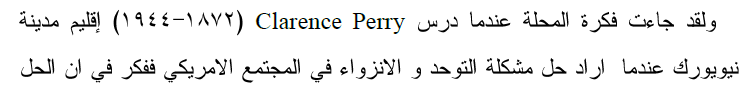 ولقد جاءت فكرة المحلة عندما درس Clarence Perry (١٨٧٢-١٩٤٤) إقليم مدينة
نيويورك عندما اراد حل مشكلة التوحد و الانزواء في المجتمع الامريكي ففكر في ان الحل